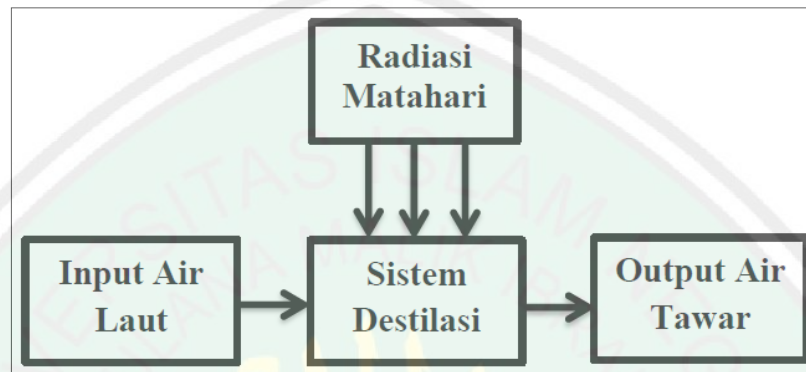 Radiasi
Matahari
Input Air
Laut
Sistem
Destilasi
Output Air
Tawar